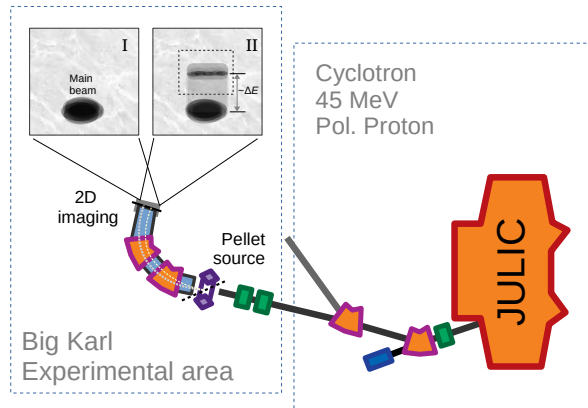 I
II
Main
beam
~ΔE
Cyclotron
45 MeV
Pol. Proton
2D
imaging
Pellet
source
JULIC
Big Karl
Experimental area